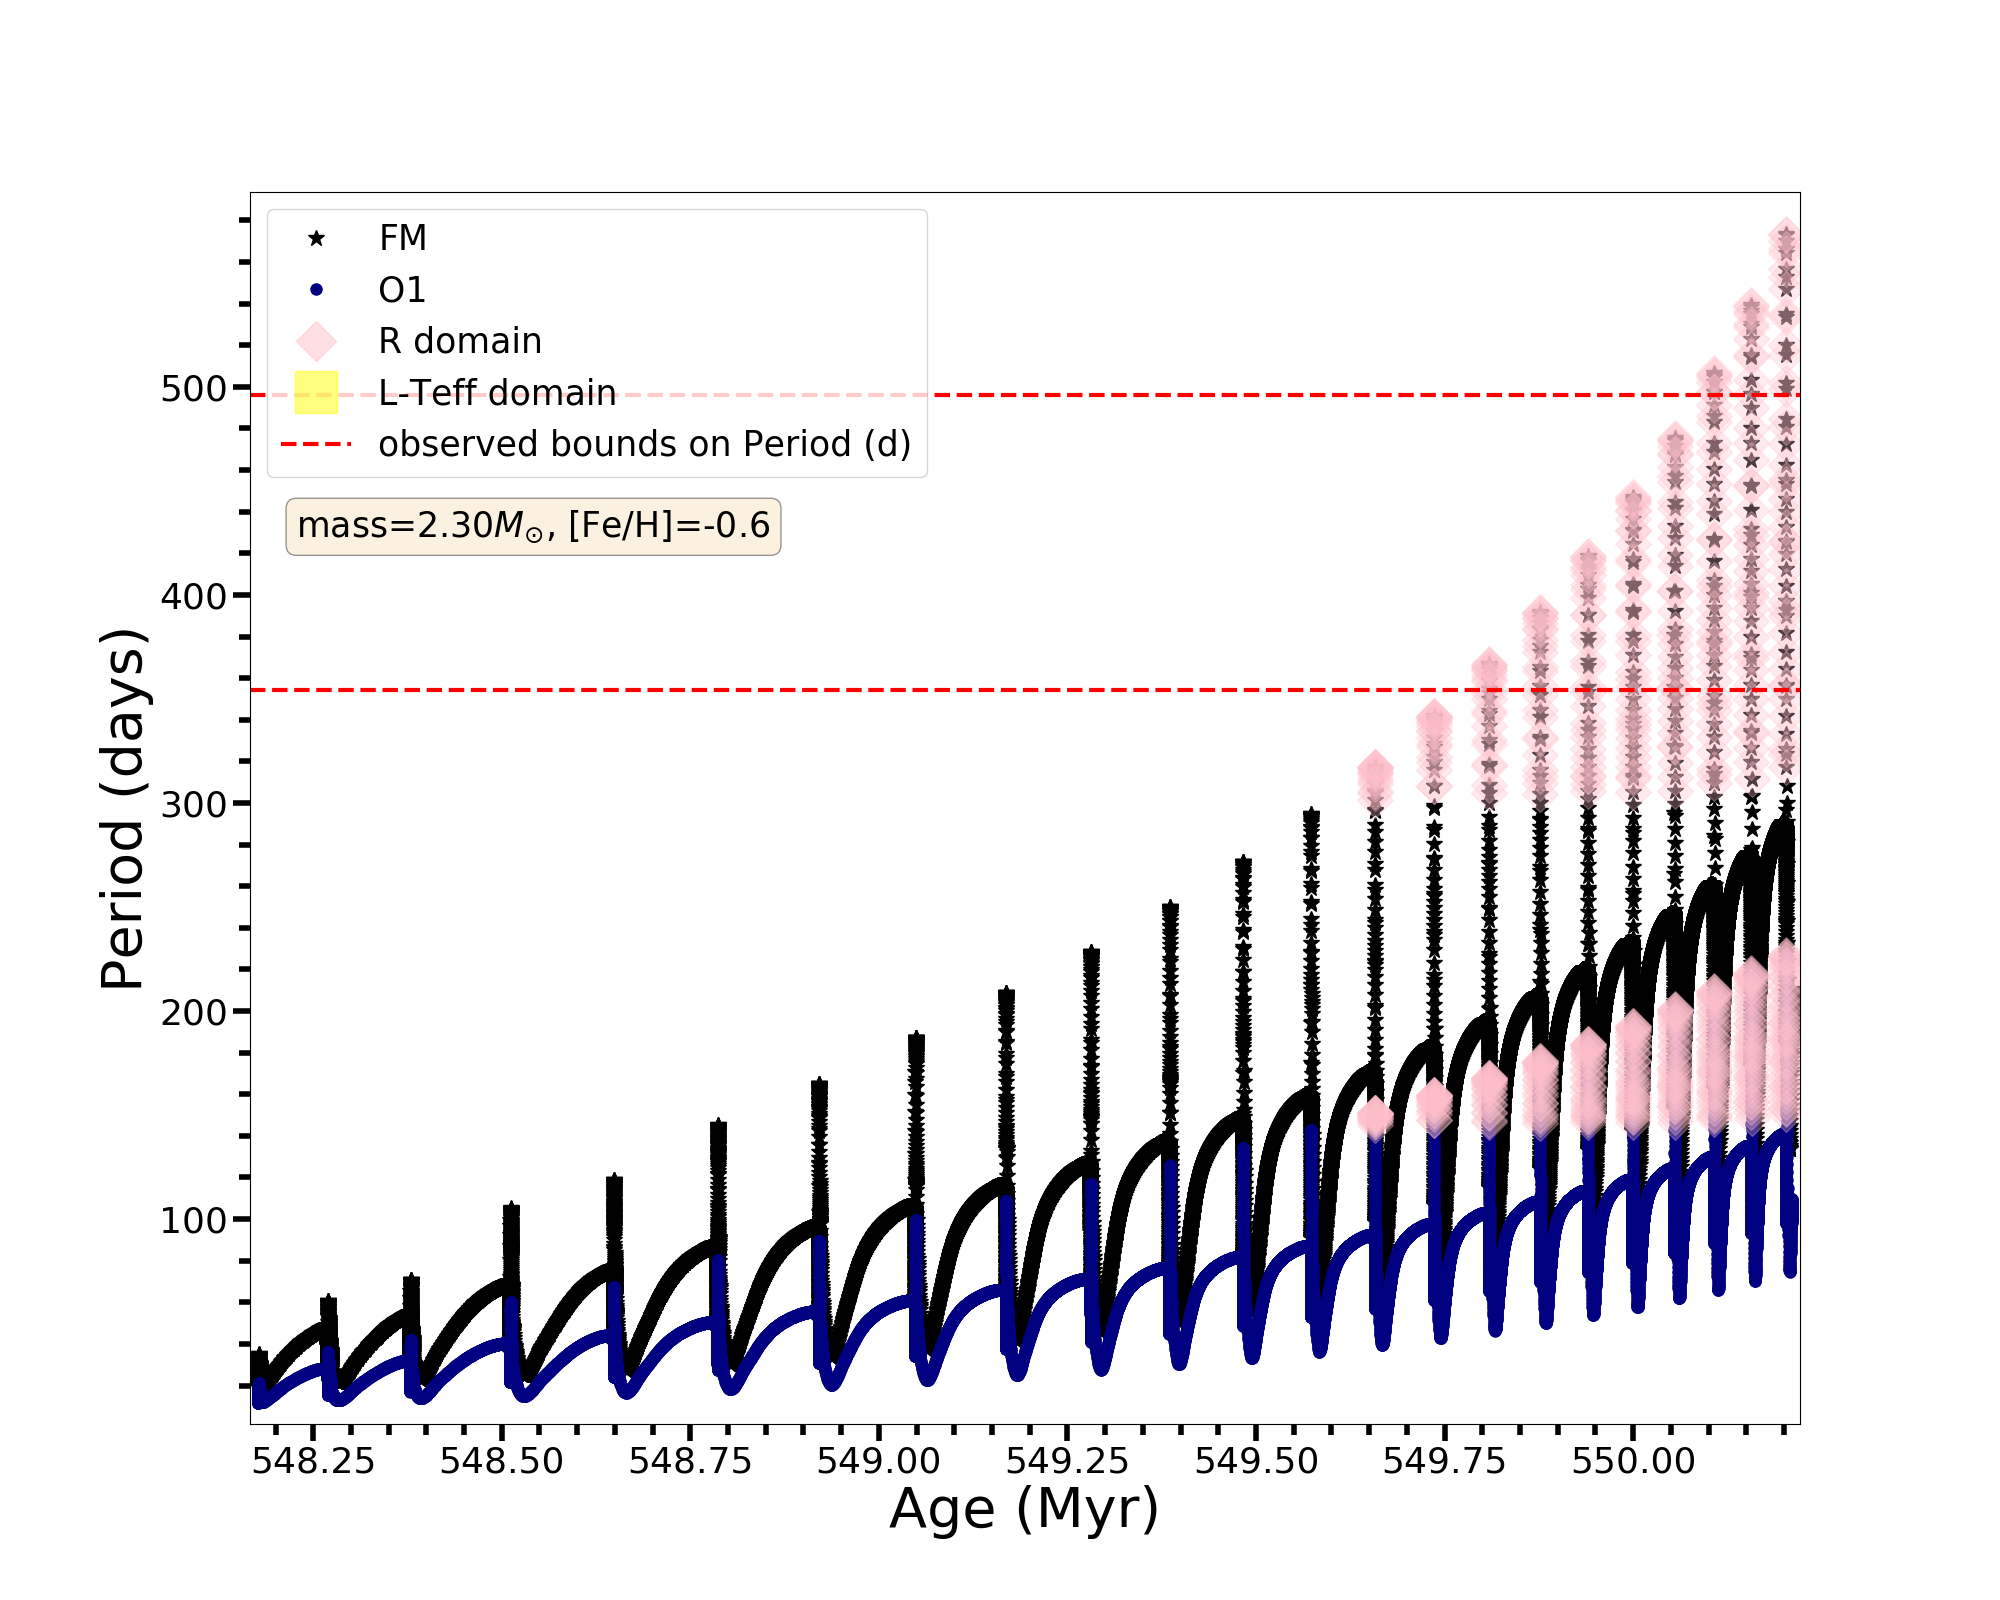 FM
O1
R domain
L-Teff domain
observed bounds on Period (d)
mass=2.30M⊙, [Fe/H]=-0.6
Period (days)
500
400
300
200
100
548.25 548.50 548.75 549.00 549.25 549.50 549.75 550.00
Age (Myr)